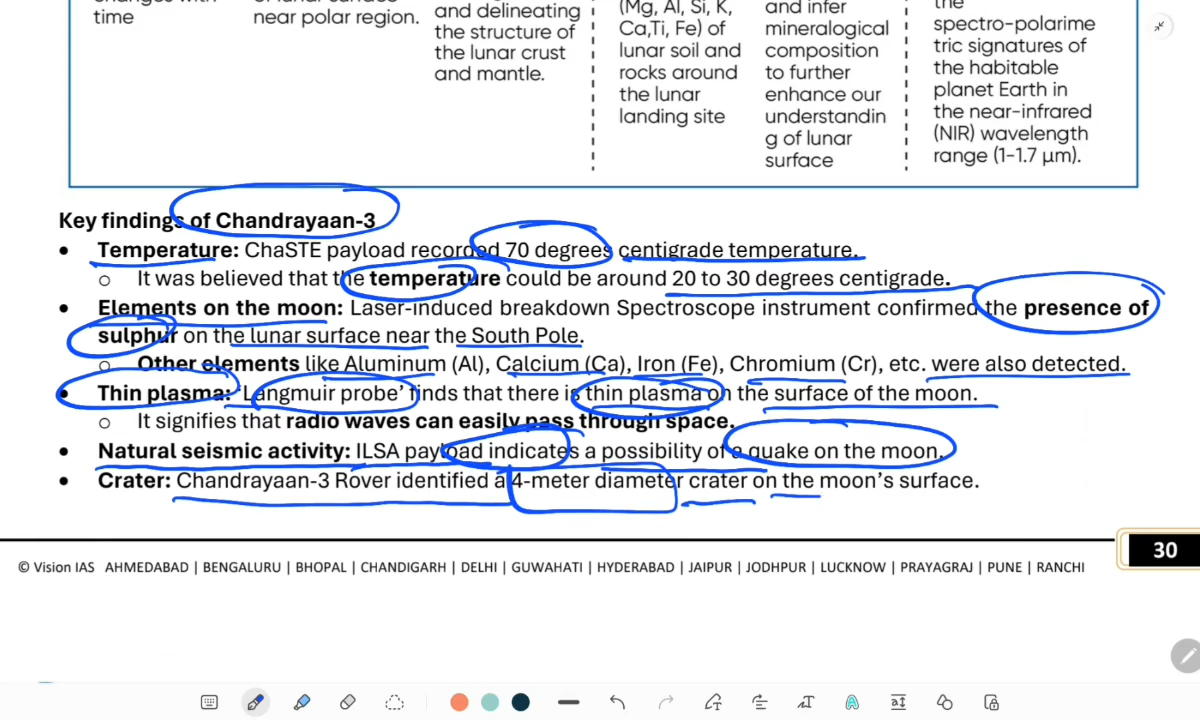 time
near polar region.
and delineating
the structure of
the lunar crust
and mantle.
(Mg, Al, Si, K,
Ca,Ti, Fe) of
lunar soil and
rocks around
the lunar
landing site
and infer
mineralogical
composition
to further
enhance our
understandin
g of lunar
surface
the
spectro-polarime
tric signatures of
the habitable
planet Earth in
the near-infrared
(NIR) wavelength
range (1-1.7 μm).
Key findings of Chandrayaan-3
• Temperature: ChaSTE payload recorded 70 degrees centigrade temperature.
o It was believed that the temperature could be around 20 to 30 degrees centigrade.
• Elements on the moon: Laser-induced breakdown Spectroscope instrument confirmed the presence of
sulphur on the lunar surface near the South Pole.
o Other elements like Aluminum (Al), Calcium (Ca), Iron (Fe), Chromium (Cr), etc. were also detected.
• Thin plasma: ‘Langmuir probe’ finds that there is thin plasma on the surface of the moon.
o It signifies that radio waves can easily pass through space.
• Natural seismic activity: ILSA payload indicates a possibility of a quake on the moon.
• Crater: Chandrayaan-3 Rover identified a 4-meter diameter crater on the moon’s surface.
30
© Vision IAS AHMEDABAD | BENGALURU | BHOPAL | CHANDIGARH | DELHI | GUWAHATI | HYDERABAD | JAIPUR | JODHPUR | LUCKNOW | PRAYAGRAJ | PUNE | RANCHI